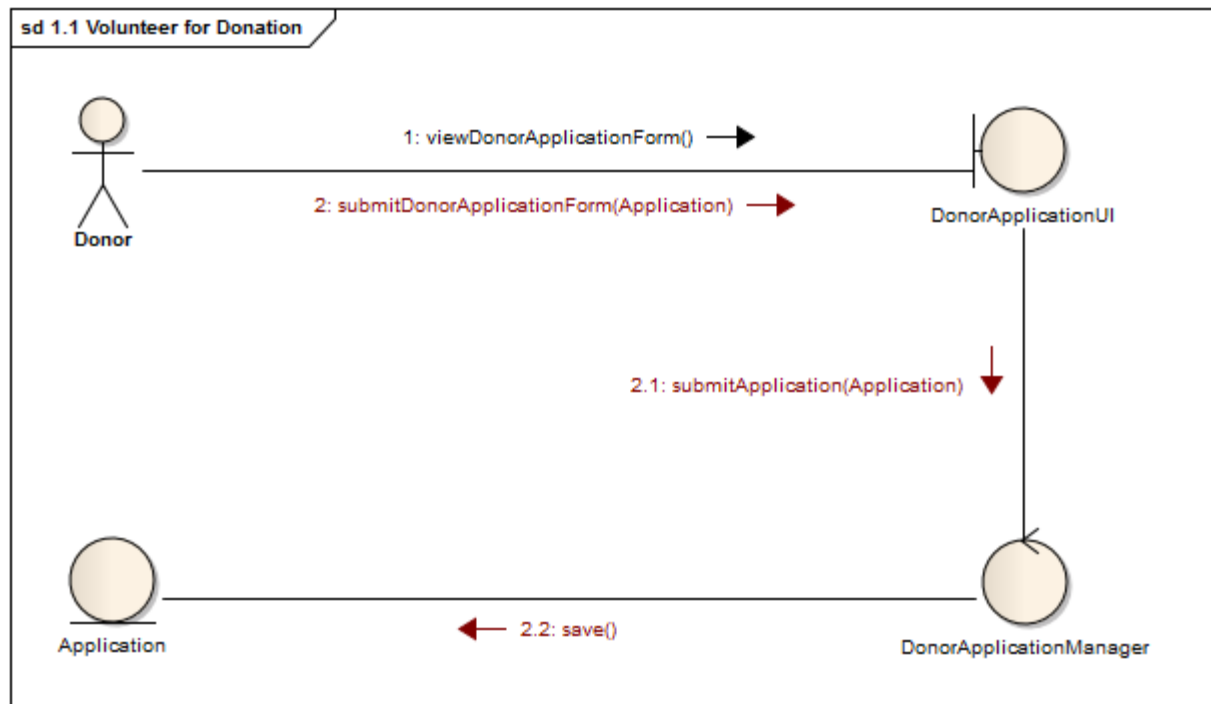 sd 1.1 Volunteer for Donation
1: viewDonorApplicationForm()
2: submitDonorApplicationForm(Application)
Donor
DonorApplicationUI
2.1: submitApplication(Application)
2.2: save()
Application
DonorApplicationManager